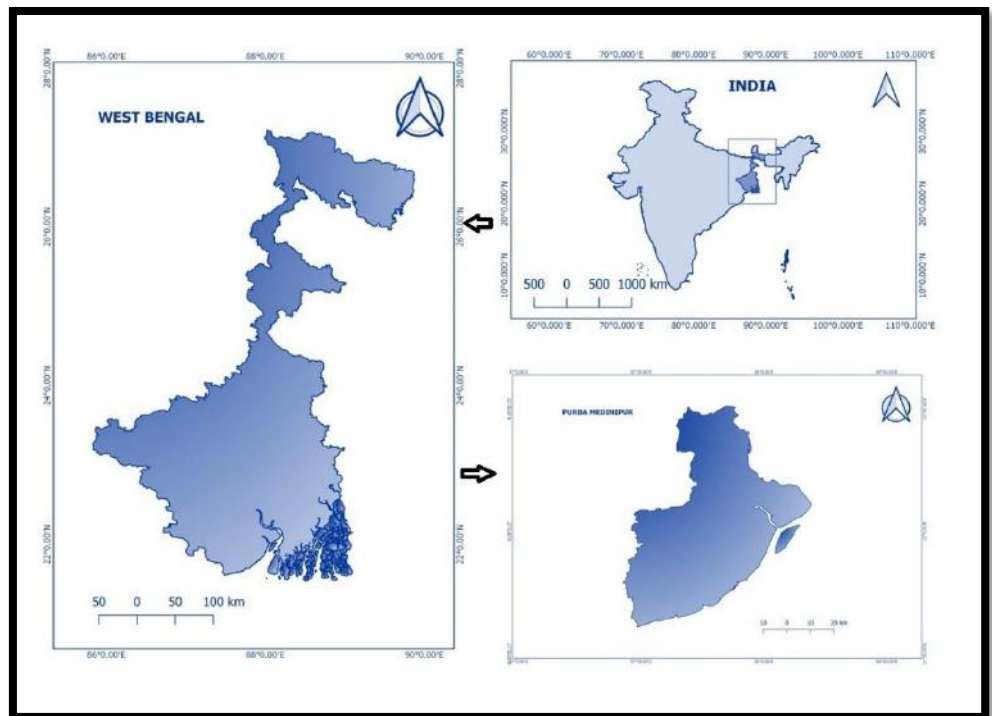 86°0.00'E 88°0.00'E 90°0.00'E
28°0.00'N
28°0.00'N
WEST BENGAL
26°0.00'N
26°0.00'N
24°0.00'N
24°0.00'N
22°0.00'N
22°0.00'N
50 0 50 100 km
86°0.00'E 88°0.00'E 90°0.00'E
60°0.000'E 70°0.000'E 80°0.000'E 90°0.000'E 100°0.000'E 110°0.000'E
INDIA
30°0.000'N
30°0.000'N
20°0.000'N
20°0.000'N
10°0.000'N
10°0.000'N
500 0 500 1000 km
60°0.000'E 70°0.000'E 80°0.000'E 90°0.000'E 100°0.000'E 110°0.000'E
PURBA MEDINIPUR
10 0 10 20 km